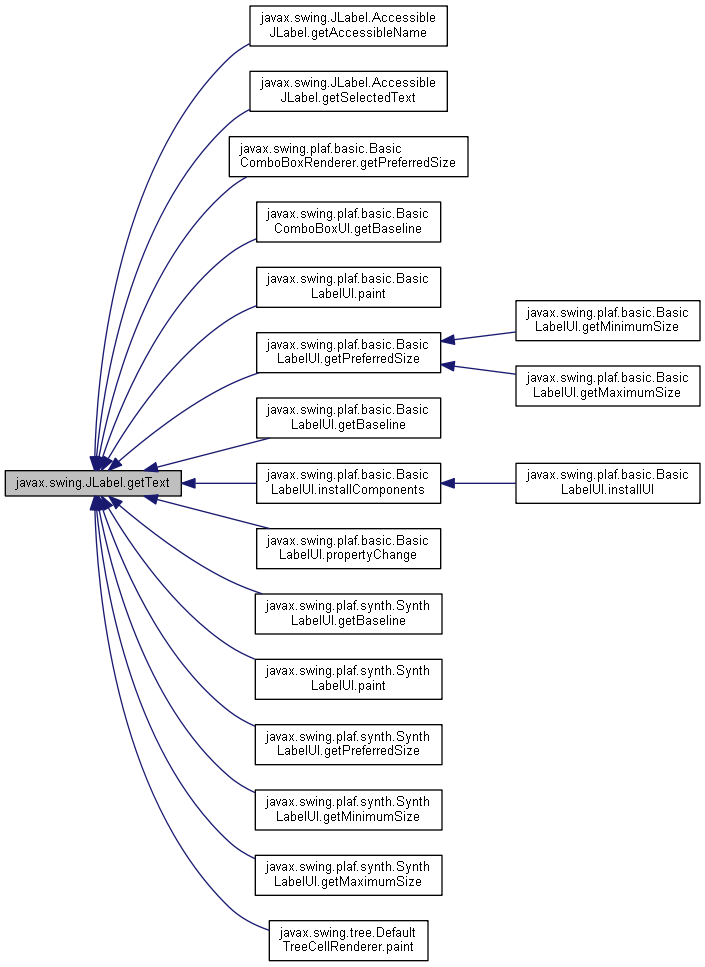 javax.swing.JLabel.Accessible
JLabel.getAccessibleName
javax.swing.JLabel.Accessible
JLabel.getSelectedText
javax.swing.plaf.basic.Basic
ComboBoxRenderer.getPreferredSize
javax.swing.plaf.basic.Basic
ComboBoxUI.getBaseline
javax.swing.plaf.basic.Basic
LabelUI.paint
javax.swing.plaf.basic.Basic
LabelUI.getPreferredSize
javax.swing.plaf.basic.Basic
LabelUI.getMinimumSize
javax.swing.plaf.basic.Basic
LabelUI.getMaximumSize
javax.swing.plaf.basic.Basic
LabelUI.getBaseline
javax.swing.JLabel.getText
javax.swing.plaf.basic.Basic
LabelUI.installComponents
javax.swing.plaf.basic.Basic
LabelUI.installUI
javax.swing.plaf.basic.Basic
LabelUI.propertyChange
javax.swing.plaf.synth.Synth
LabelUI.getBaseline
javax.swing.plaf.synth.Synth
LabelUI.paint
javax.swing.plaf.synth.Synth
LabelUI.getPreferredSize
javax.swing.plaf.synth.Synth
LabelUI.getMinimumSize
javax.swing.plaf.synth.Synth
LabelUI.getMaximumSize
javax.swing.tree.Default
TreeCellRenderer.paint